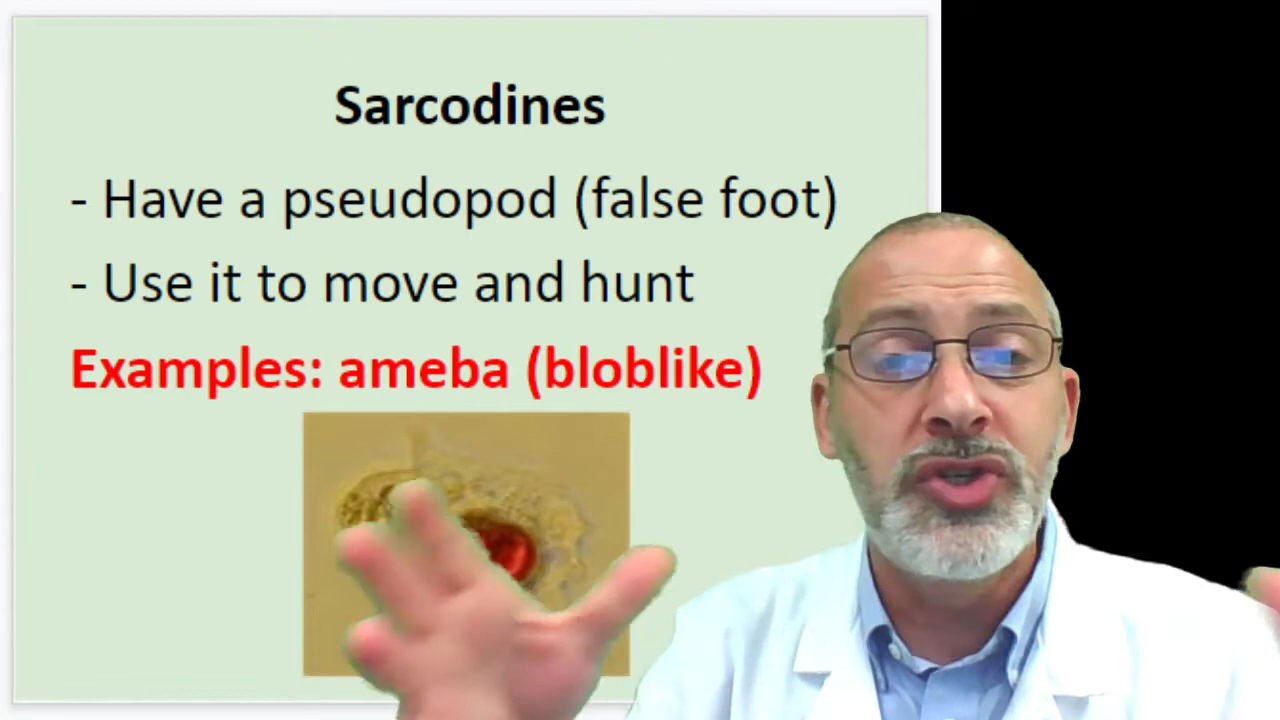 Sarcodines
- Have a pseudopod (false foot)
- Use it to move and hunt
Examples: ameba (bloblike)